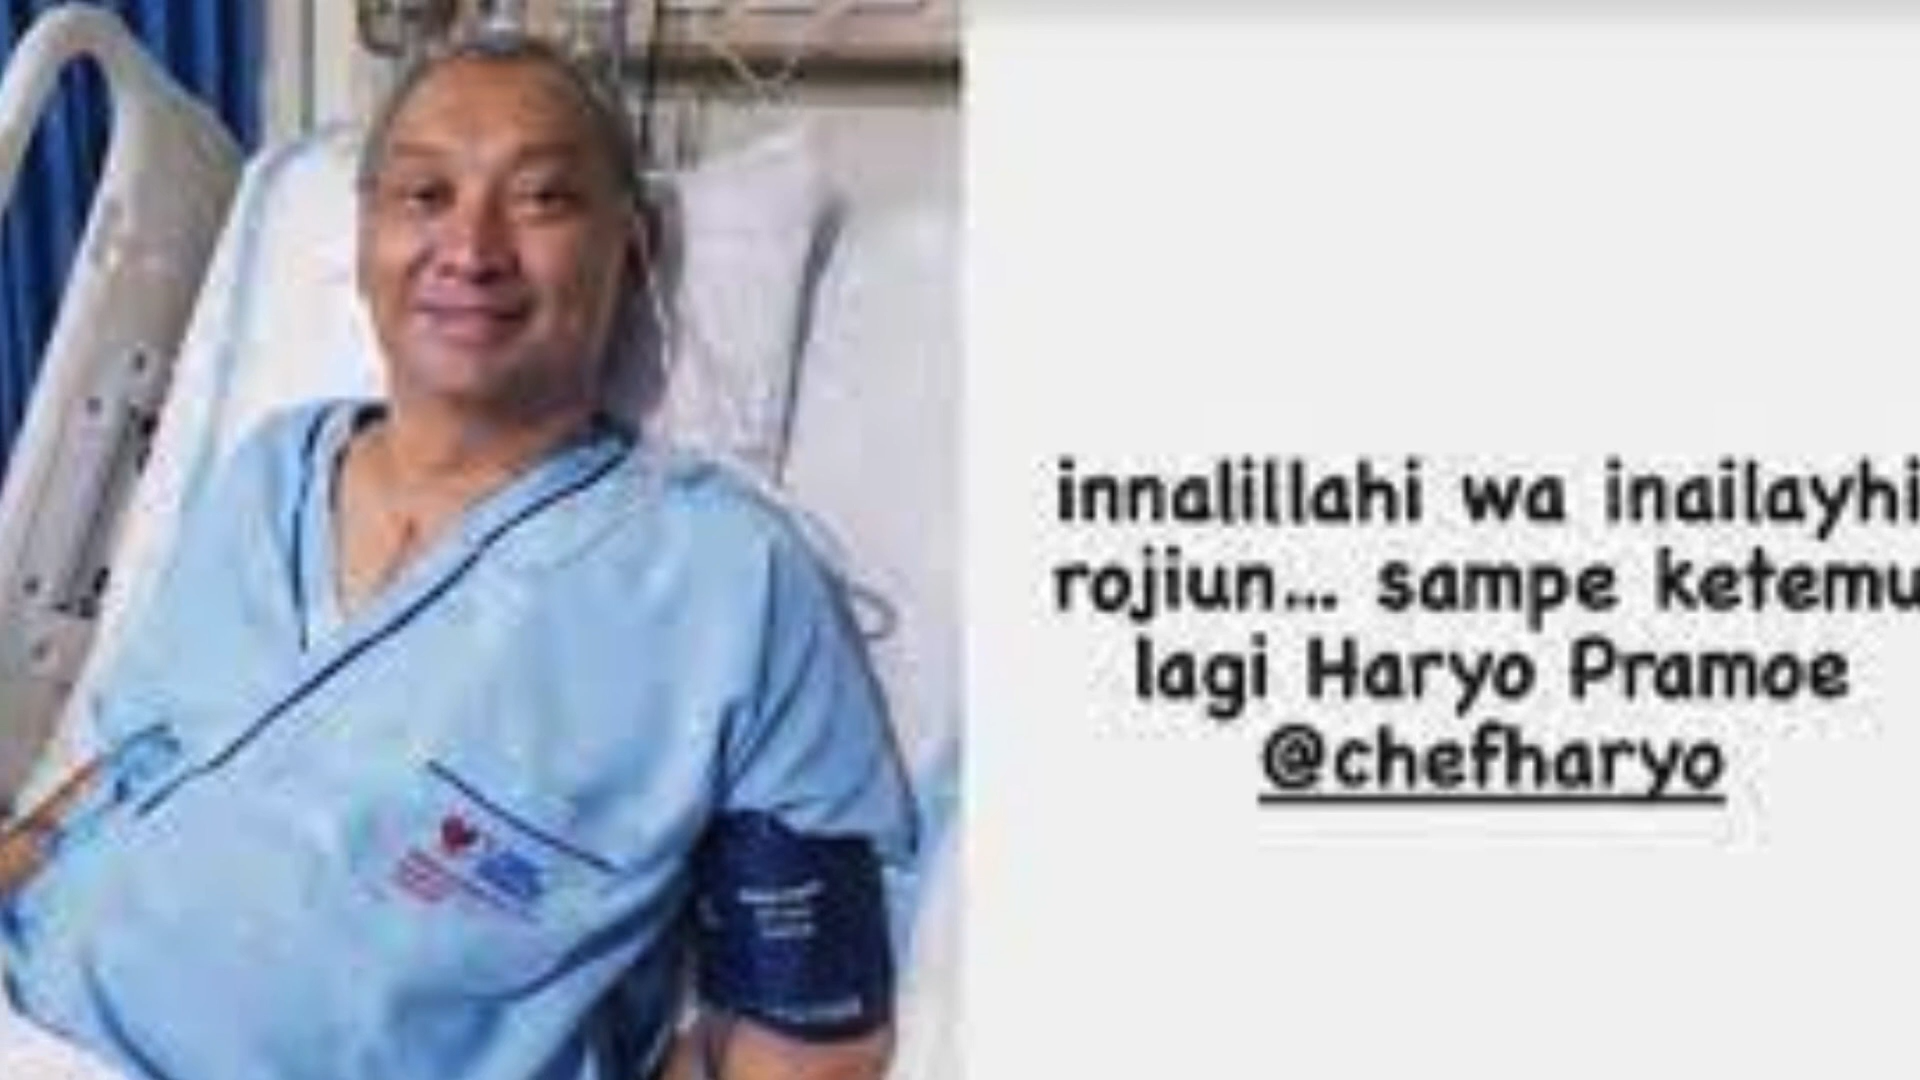 innalillahi wa inailayhi
rojiun... sampe ketemu
lagi Haryo Pramoe
@chefharyo